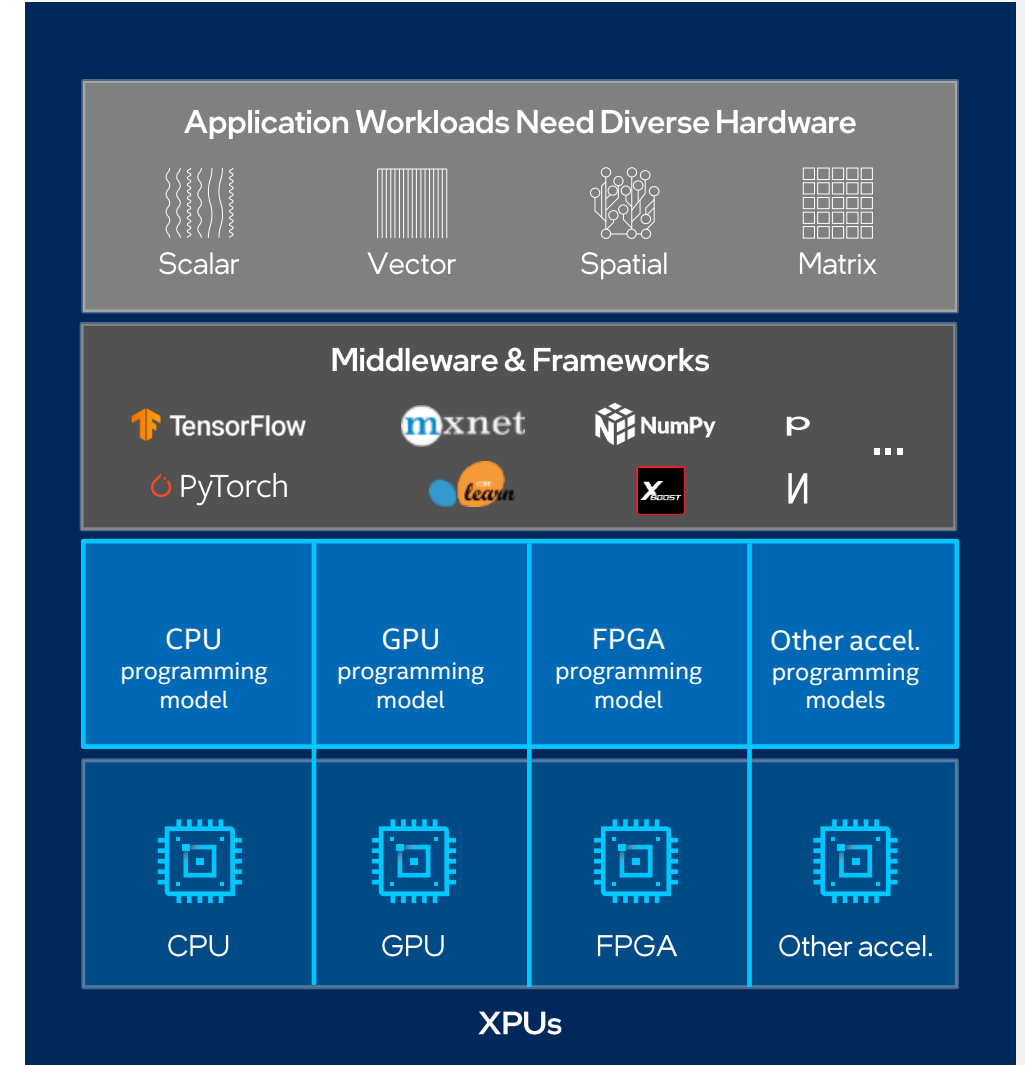 Application Workloads Need Diverse Hardware
Scalar Vector Spatial Matrix
Middleware & Frameworks
TensorFlow mxnet NumPy p ...
PyTorch learn XBOOST И
CPU programming model
GPU programming model
FPGA programming model
Other accel. programming models
CPU GPU FPGA Other accel.
XPUs